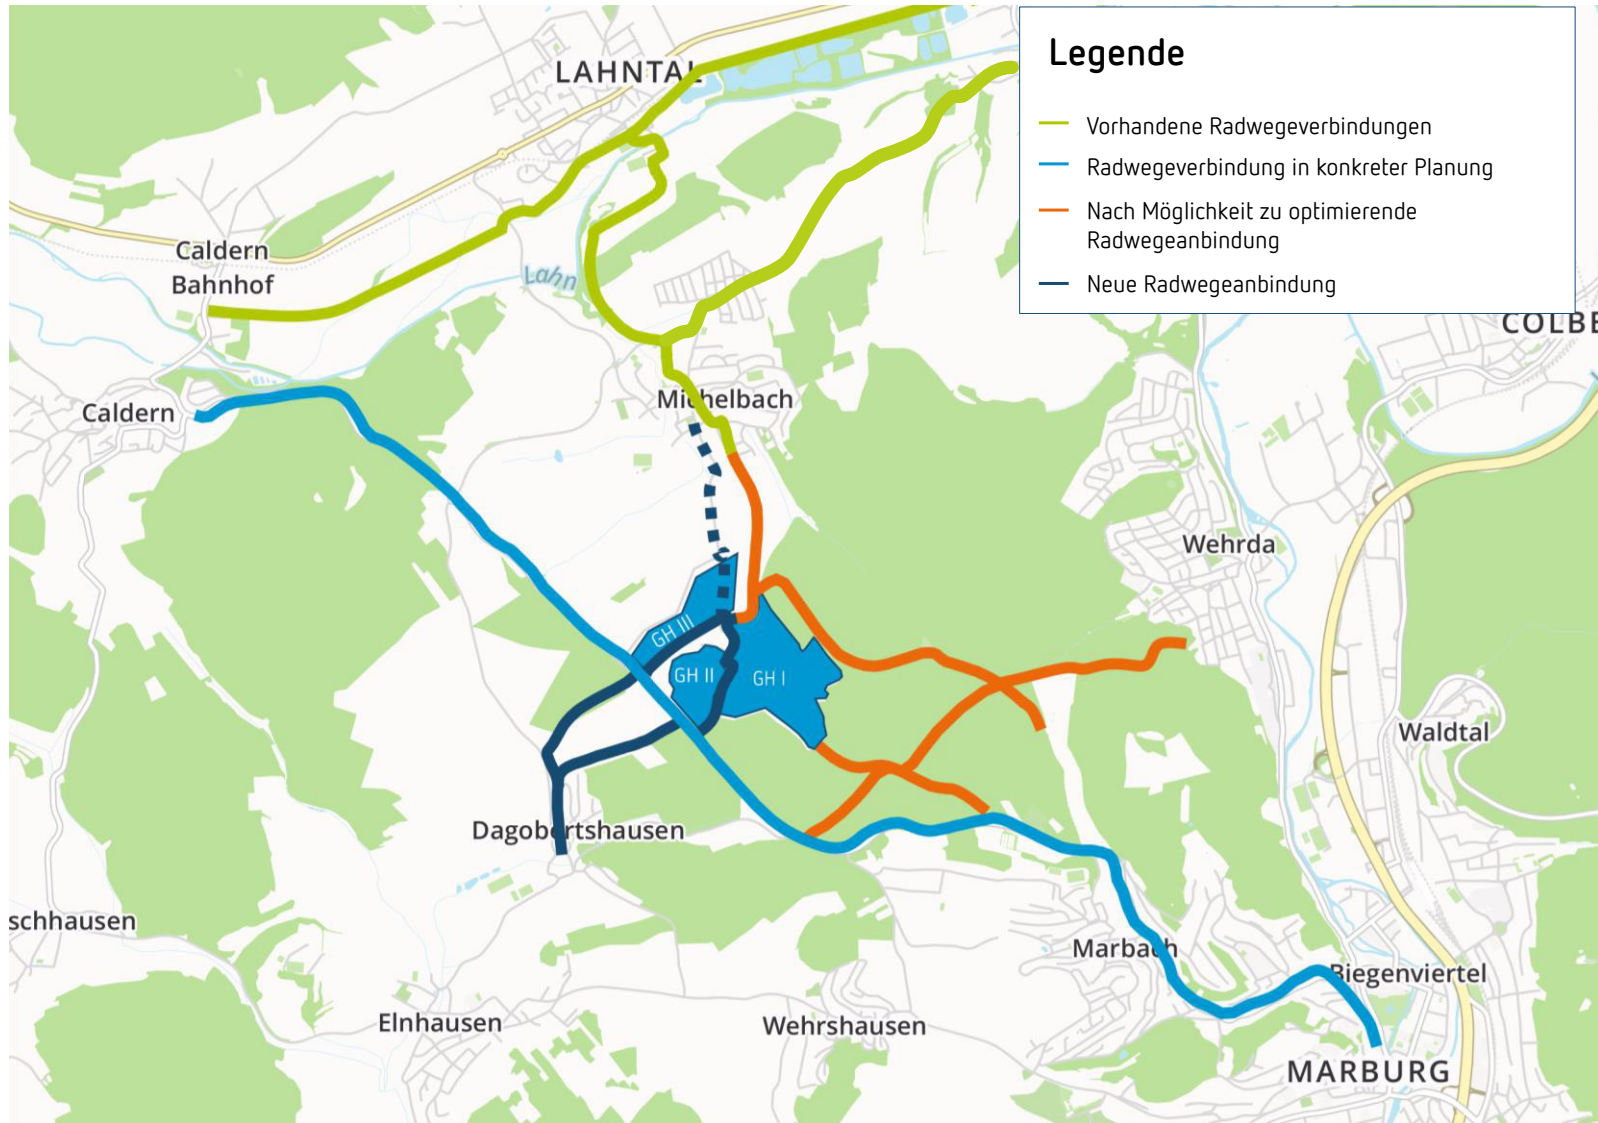 LAHNTAL
Legende
Vorhandene Radwegeverbindungen
Radwegeverbindung in konkreter Planung
Nach Möglichkeit zu optimierende
Radwegeanbindung
Neue Radwegeanbindung
Caldern
Bahnhof
Lahn
COLBE
Caldern
Michelbach
Wehrda
GH III
GH II
GH I
Waldtal
Dagobertshausen
schhausen
Marbach
Biegenviertel
Elnhausen
Wehrshausen
MARBURG